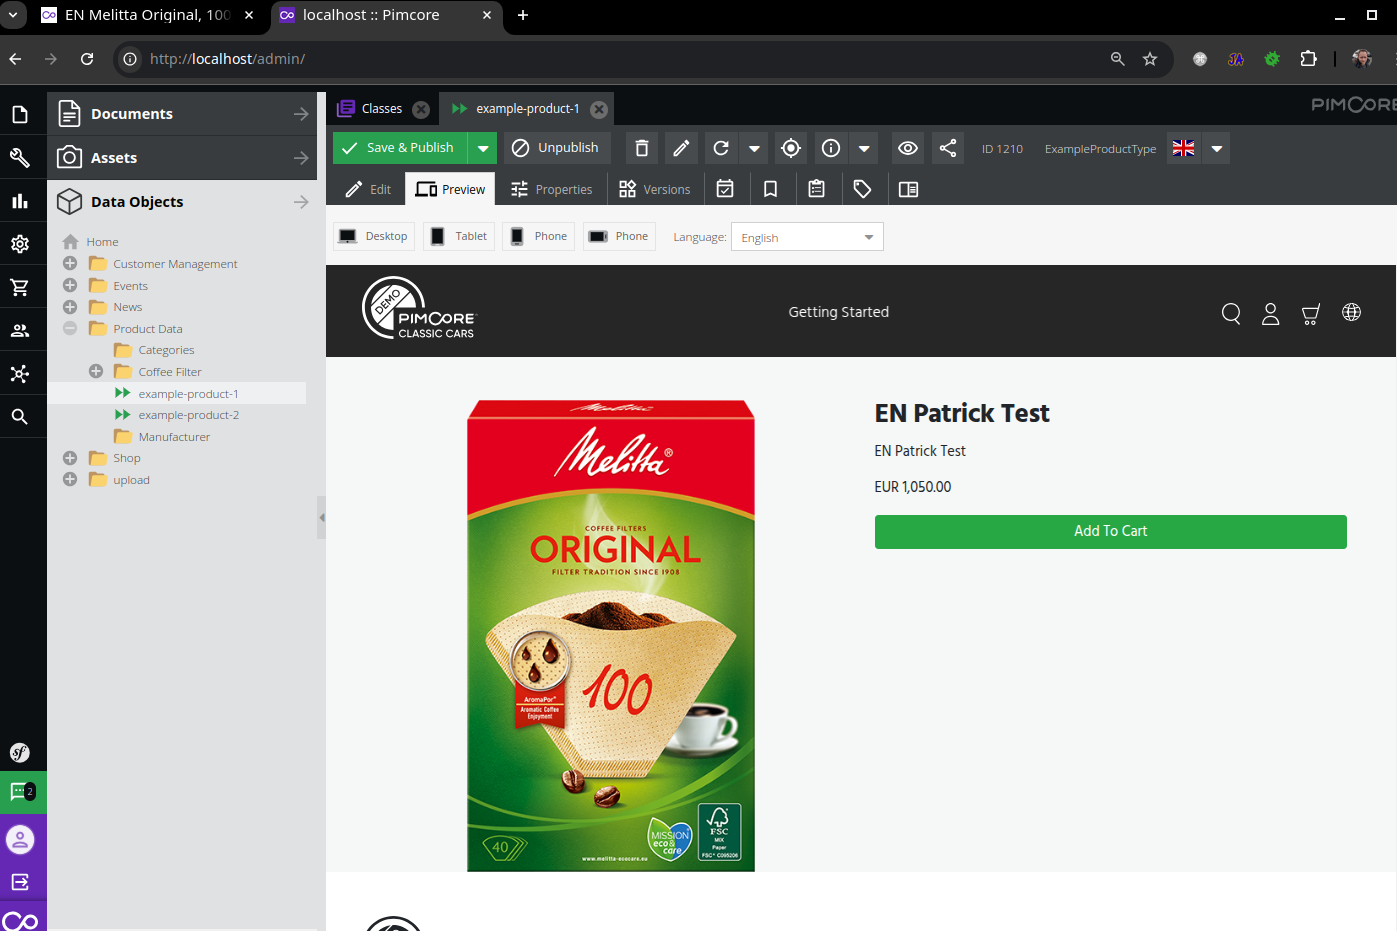 EN Melitta Original, 100
localhost :: Pimcore
http://localhost/admin/
Documents
Assets
Data Objects
Home
Customer Management
Events
News
Product Data
Categories
Coffee Filter
example-product-1
example-product-2
Manufacturer
Shop
upload
sf
2
Classes
example-product-1
PIMCORE
Save & Publish
Unpublish
ID 1210
ExampleProductType
Edit
Preview
Properties
Versions
Desktop
Tablet
Phone
Phone
Language:
English
DEMO
PIMCORE
CLASSIC CARS
Getting Started
Melitta
Melitta®
COFFEE FILTERS
ORIGINAL
FILTER TRADITION SINCE 1908
100
AromaPor®
Aromatic Coffee
Enjoyment
40
www.melitta-ecocare.eu
MISSION
eco&
care
FSC
MIX
Paper
FSC® C095206
EN Patrick Test
EN Patrick Test
EUR 1,050.00
Add To Cart